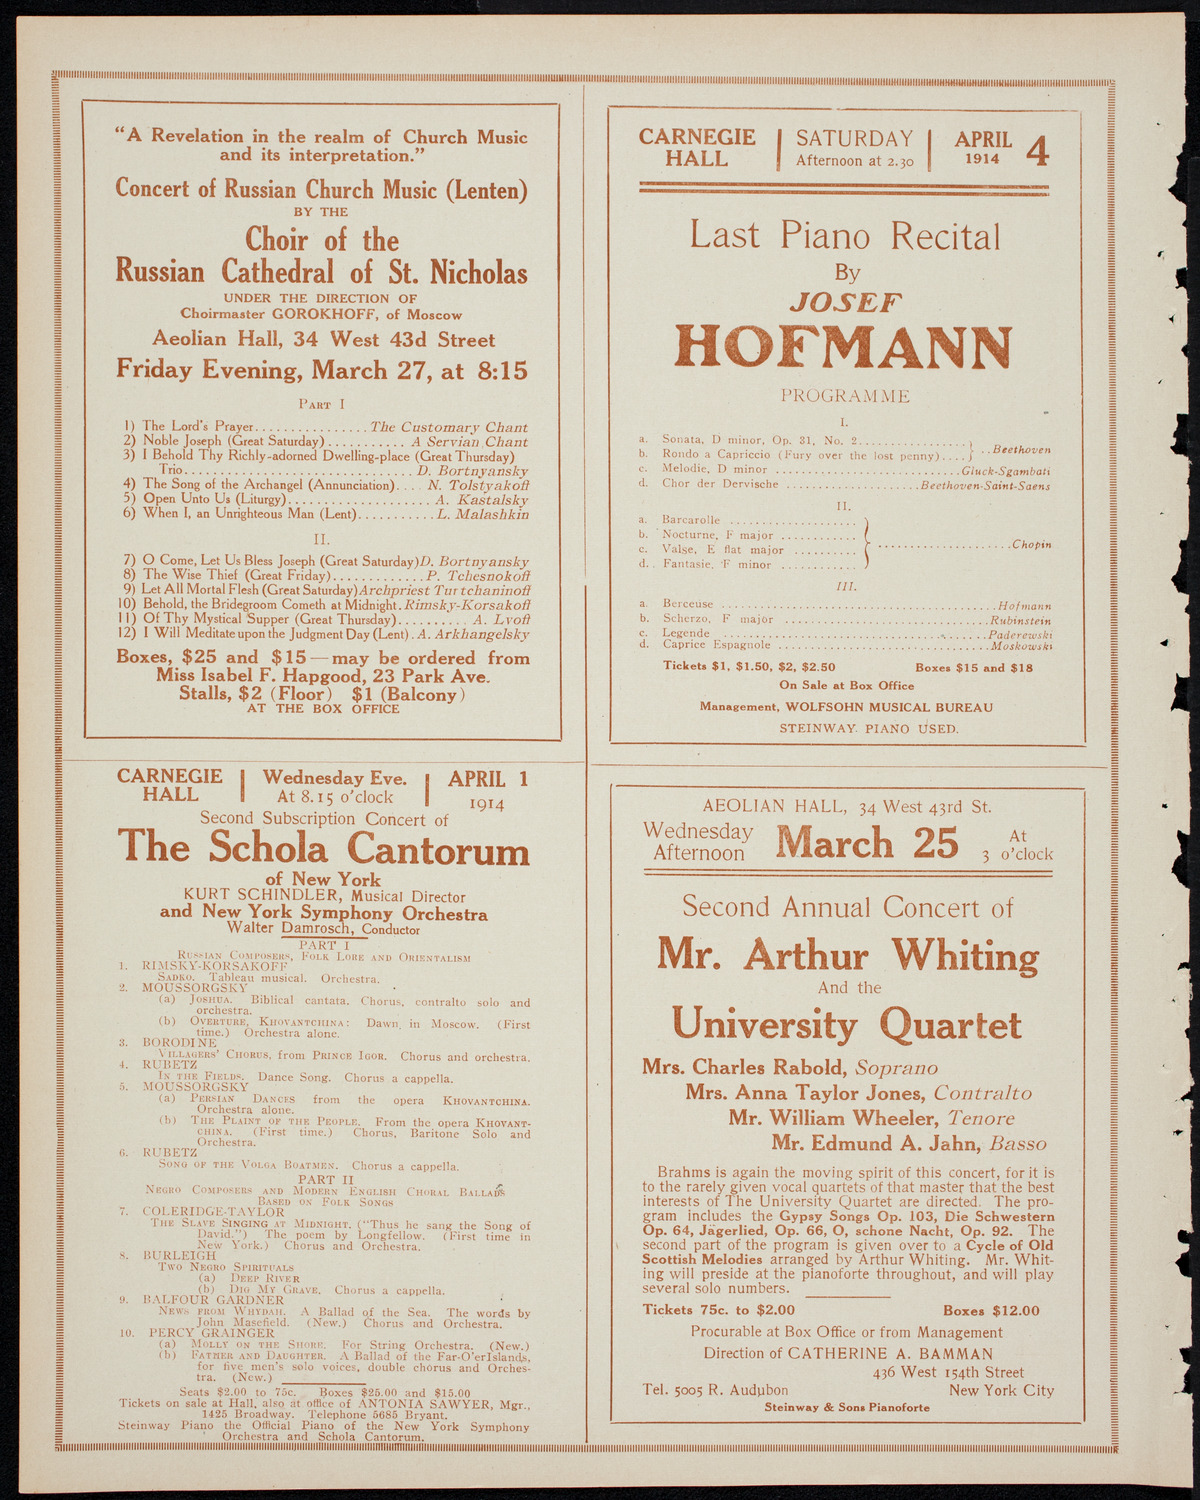 "A Revelation in the realm of Church Music
and its interpretation."
Concert of Russian Church Music (Lenten)
BY THE
Choir of the
Russian Cathedral of St. Nicholas
UNDER THE DIRECTION OF
Choirmaster GOROKHOFF, of Moscow
Aeolian Hall, 34 West 43d Street
Friday Evening, March 27, at 8:15
PART I
1) The Lord's Prayer............... The Customary Chant
2) Noble Joseph (Great Saturday) .......... A Servian Chant
3) I Behold Thy Richly-adorned Dwelling-place (Great Thursday)
Trio............................... D. Bortnyansky
4) The Song of the Archangel (Annunciation).... N. Tolstyakoff
5) Open Unto Us (Liturgy)................... A. Kastalsky
6) When I, an Unrighteous Man (Lent).......... L. Malashkin
II.
7) O Come, Let Us Bless Joseph (Great Saturday) D. Bortnyansky
8) The Wise Thief (Great Friday)............ P. Tchesnokoff
9) Let All Mortal Flesh (Great Saturday) Archpriest Turtchaninoff
10) Behold, the Bridegroom Cometh at Midnight. Rimsky-Korsakoff
11) Of Thy Mystical Supper (Great Thursday).......... A. Lvoff
12) I Will Meditate upon the Judgment Day (Lent). A. Arkhangelsky
Boxes, $25 and $15—may be ordered from
Miss Isabel F. Hapgood, 23 Park Ave.
Stalls, $2 (Floor) $1 (Balcony)
AT THE BOX OFFICE
CARNEGIE HALL | Wednesday Eve. At 8.15 o'clock | APRIL 1 1914
Second Subscription Concert of
The Schola Cantorum
of New York
KURT SCHINDLER, Musical Director
and New York Symphony Orchestra
Walter Damrosch, Conductor
PART I
RUSSIAN COMPOSERS, FOLK LORE AND ORIENTALISM
1. RIMSKY-KORSAKOFF
SADKO. Tableau musical. Orchestra.
2. MOUSSORGSKY
(a) JOSHUA. Biblical cantata. Chorus, contralto solo and
orchestra.
(b) OVERTURE, KHOVANTCHINA: Dawn in Moscow. (First
time.) Orchestra alone.
3. BORODINE
VILLAGERS' CHORUS, from PRINCE IGOR. Chorus and orchestra.
4. RUBETZ
IN THE FIELDS. Dance Song. Chorus a cappella.
5. MOUSSORGSKY
(a) PERSIAN DANCES from the opera KHOVANTCHINA.
Orchestra alone.
(b) THE PLAINT OF THE PEOPLE. From the opera KHOVANT-
CHINA. (First time.) Chorus, Baritone Solo and
Orchestra.
6. RUBETZ
SONG OF THE VOLGA BOATMEN. Chorus a cappella.
PART II
NEGRO COMPOSERS AND MODERN ENGLISH CHORAL BALLADS
BASED ON FOLK SONGS
7. COLERIDGE-TAYLOR
THE SLAVE SINGING AT MIDNIGHT. ("Thus he sang the Song of
David.") The poem by Longfellow. (First time in
New York.) Chorus and Orchestra.
8. BURLEIGH
TWO NEGRO SPIRITUALS
(a) DEEP RIVER
(b) DIG MY GRAVE. Chorus a cappella.
9. BALFOUR GARDNER
NEWS FROM WHYDAH. A Ballad of the Sea. The words by
John Masefield. (New.) Chorus and Orchestra.
10. PERCY GRAINGER
(a) MOLLY ON THE SHORE. For String Orchestra. (New.)
(b) FATHER AND DAUGHTER. A Ballad of the Far-O'er Islands,
for five men's solo voices, double chorus and Orches-
tra. (New.)
Seats $2.00 to 75c. Boxes $25.00 and $15.00
Tickets on sale at Hall, also at office of ANTONIA SAWYER, Mgr.,
1425 Broadway. Telephone 5685 Bryant.
Steinway Piano the Official Piano of the New York Symphony
Orchestra and Schola Cantorum.
CARNEGIE HALL | SATURDAY Afternoon at 2.30 | APRIL 1914 4
Last Piano Recital
By
JOSEF
HOFMANN
PROGRAMME
I.
a. Sonata, D minor, Op. 31, No. 2................
b. Rondo a Capriccio (Fury over the lost penny).... } ..Beethoven
c. Melodie, D minor .........................Gluck-Sgambati
d. Chor der Dervische ..................Beethoven-Saint-Saens
II.
a. Barcarolle .................
b. Nocturne, F major ...........
c. Valse, E flat major .......... } ...................Chopin
d. Fantasie, F minor ............
III.
a. Berceuse .....................................Hofmann
b. Scherzo, F major ...........................Rubinstein
c. Legende ....................................Paderewski
d. Caprice Espagnole ............................Moskowski
Tickets $1, $1.50, $2, $2.50 Boxes $15 and $18
On Sale at Box Office
Management, WOLFSOHN MUSICAL BUREAU
STEINWAY PIANO USED.
AEOLIAN HALL, 34 West 43rd St.
Wednesday Afternoon March 25 At 3 o'clock
Second Annual Concert of
Mr. Arthur Whiting
And the
University Quartet
Mrs. Charles Rabold, Soprano
Mrs. Anna Taylor Jones, Contralto
Mr. William Wheeler, Tenore
Mr. Edmund A. Jahn, Basso
Brahms is again the moving spirit of this concert, for it is
to the rarely given vocal quartets of that master that the best
interests of The University Quartet are directed. The pro-
gram includes the Gypsy Songs Op. 103, Die Schwestern
Op. 64, Jägerlied, Op. 66, O, schone Nacht, Op. 92. The
second part of the program is given over to a Cycle of Old
Scottish Melodies arranged by Arthur Whiting. Mr. Whit-
ing will preside at the pianoforte throughout, and will play
several solo numbers.
Tickets 75c. to $2.00 Boxes $12.00
Procurable at Box Office or from Management
Direction of CATHERINE A. BAMMAN
436 West 154th Street
Tel. 5005 R. Audubon New York City
Steinway & Sons Pianoforte